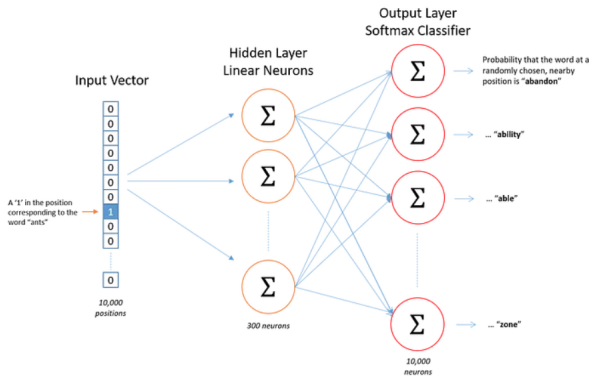 Output Layer
Softmax Classifier
Hidden Layer
Linear Neurons
Input Vector
Probability that the word at a
randomly chosen, nearby
position is "abandon"
0
0
0
0
0
0
0
1
0
0
0
A '1' in the position
corresponding to the
word "ants"
Σ
Σ
Σ
Σ
Σ
Σ
Σ
... "ability"
... "able"
... "zone"
10,000
positions
300 neurons
10,000
neurons